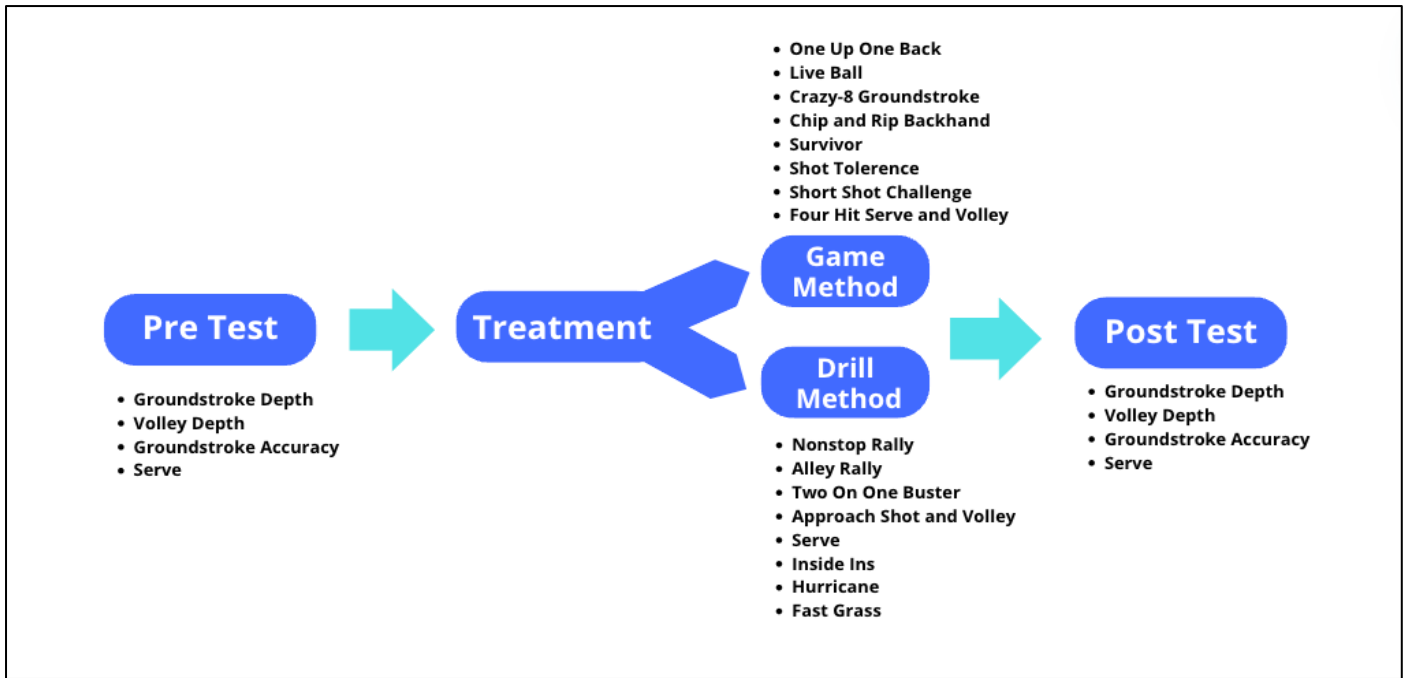 One Up One Back
Live Ball
Crazy-8 Groundstroke
Chip and Rip Backhand
Survivor
Shot Tolerence
Short Shot Challenge
Four Hit Serve and Volley
Game
Method
Pre Test
Treatment
Post Test
Drill
Method
Groundstroke Depth
Volley Depth
Groundstroke Accuracy
Serve
Nonstop Rally
Alley Rally
Two On One Buster
Approach Shot and Volley
Serve
Inside Ins
Hurricane
Fast Grass
Groundstroke Depth
Volley Depth
Groundstroke Accuracy
Serve